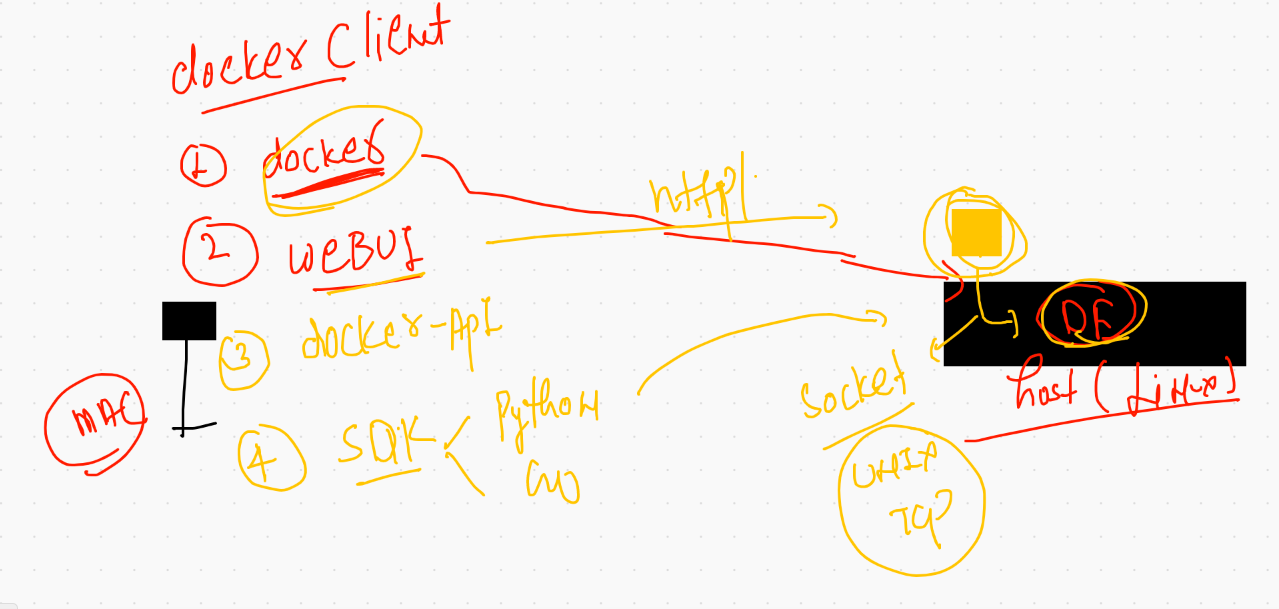 docker Client
1 docker
http
2 WEBUI
DE
3 docker-API
host (Linux)
MAC
socket
Python
4 SDK
UNIX
GO
TCP